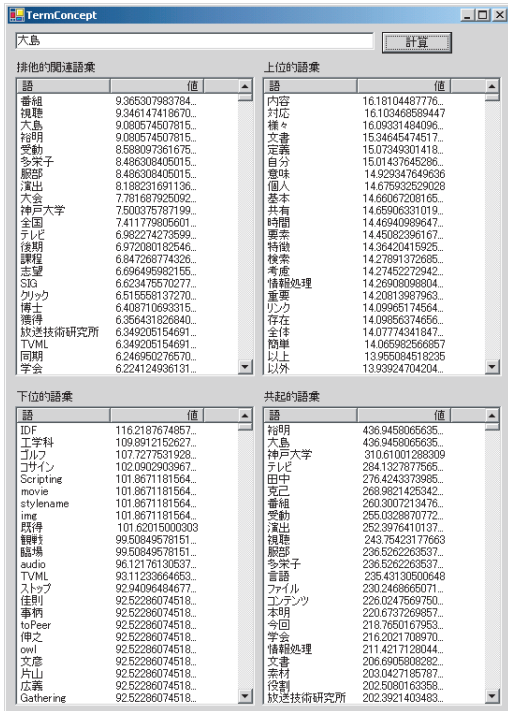 TermConcept
大島
計算
排他的関連語彙
語 値
番組 9.365307983784...
視聴 9.346147418670...
大島 9.080574507815...
裕明 9.080574507815...
受動 8.588097361675...
多栄子 8.486308405015...
服部 8.486308405015...
演出 8.188231691136...
大会 7.781687925092...
神戸大学 7.500375787199...
全国 7.411779805601...
テレビ 6.982274273599...
後期 6.972080182546...
課程 6.847268774326...
志望 6.696495982155...
SIG 6.623475570277...
クリック 6.515558137270...
博士 6.408710693315...
獲得 6.356431826840...
放送技術研究所 6.349205154691...
TVML 6.349205154691...
同期 6.246950276570...
学会 6.224124936131...
上位的語彙
語 値
内容 16.18104487776...
対応 16.103468589447
様々 16.09331484096...
文書 15.34645474517...
定義 15.07349301418...
自分 15.01437645286...
意味 14.929347649636
個人 14.675932529028
基本 14.66067208165...
共有 14.65906331019...
時間 14.46940989647...
要素 14.45082396167...
特徴 14.36420415925...
検索 14.27891372685...
考慮 14.27452272942...
情報処理 14.26908098804...
重要 14.20813987963...
リンク 14.09965174564...
存在 14.09856374656...
全体 14.07774341847...
簡単 14.065982566857
以上 13.955084518235
以外 13.93924704204...
下位的語彙
語 値
IDF 116.2187674857...
工学科 109.8912152627...
ゴルフ 107.7277531928...
コサイン 102.0902903967...
Scripting 101.8671181564...
movie 101.8671181564...
stylename 101.8671181564...
img 101.8671181564...
既得 101.62015000303
観戦 99.50849578151...
臨場 99.50849578151...
audio 96.12176130537...
TVML 93.11233664653...
ストップ 92.94096484677...
佳則 92.52286074518...
事柄 92.52286074518...
toPeer 92.52286074518...
伸之 92.52286074518...
owl 92.52286074518...
文彦 92.52286074518...
片山 92.52286074518...
広義 92.52286074518...
Gathering 92.52286074518...
共起的語彙
語 値
裕明 436.9458065635...
大島 436.9458065635...
神戸大学 310.61001288309
テレビ 284.1327877565...
田中 276.4243373985...
克己 268.9821425342...
番組 260.3007213476...
受動 255.0328870772...
演出 252.3976410137...
視聴 243.75423177663
服部 236.5262263537...
多栄子 236.5262263537...
言語 235.43130500648
ファイル 230.2468665071...
コンテンツ 226.0247569750...
本明 220.6737269857...
今回 218.7650167953...
学会 216.2021708970...
情報処理 211.4217128044...
文書 206.6905808282...
素材 203.0427185787...
役割 202.5080163358...
放送技術研究所 202.3921403483...